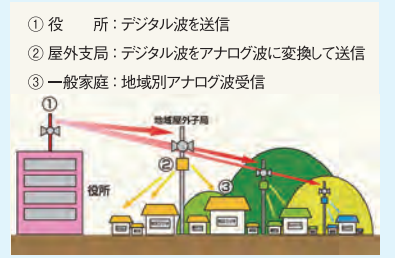 ① 役　　所：デジタル波を送信
② 屋外支局：デジタル波をアナログ波に変換して送信
③ 一般家庭：地域別アナログ波受信
①
地域屋外子局
②
③
役所